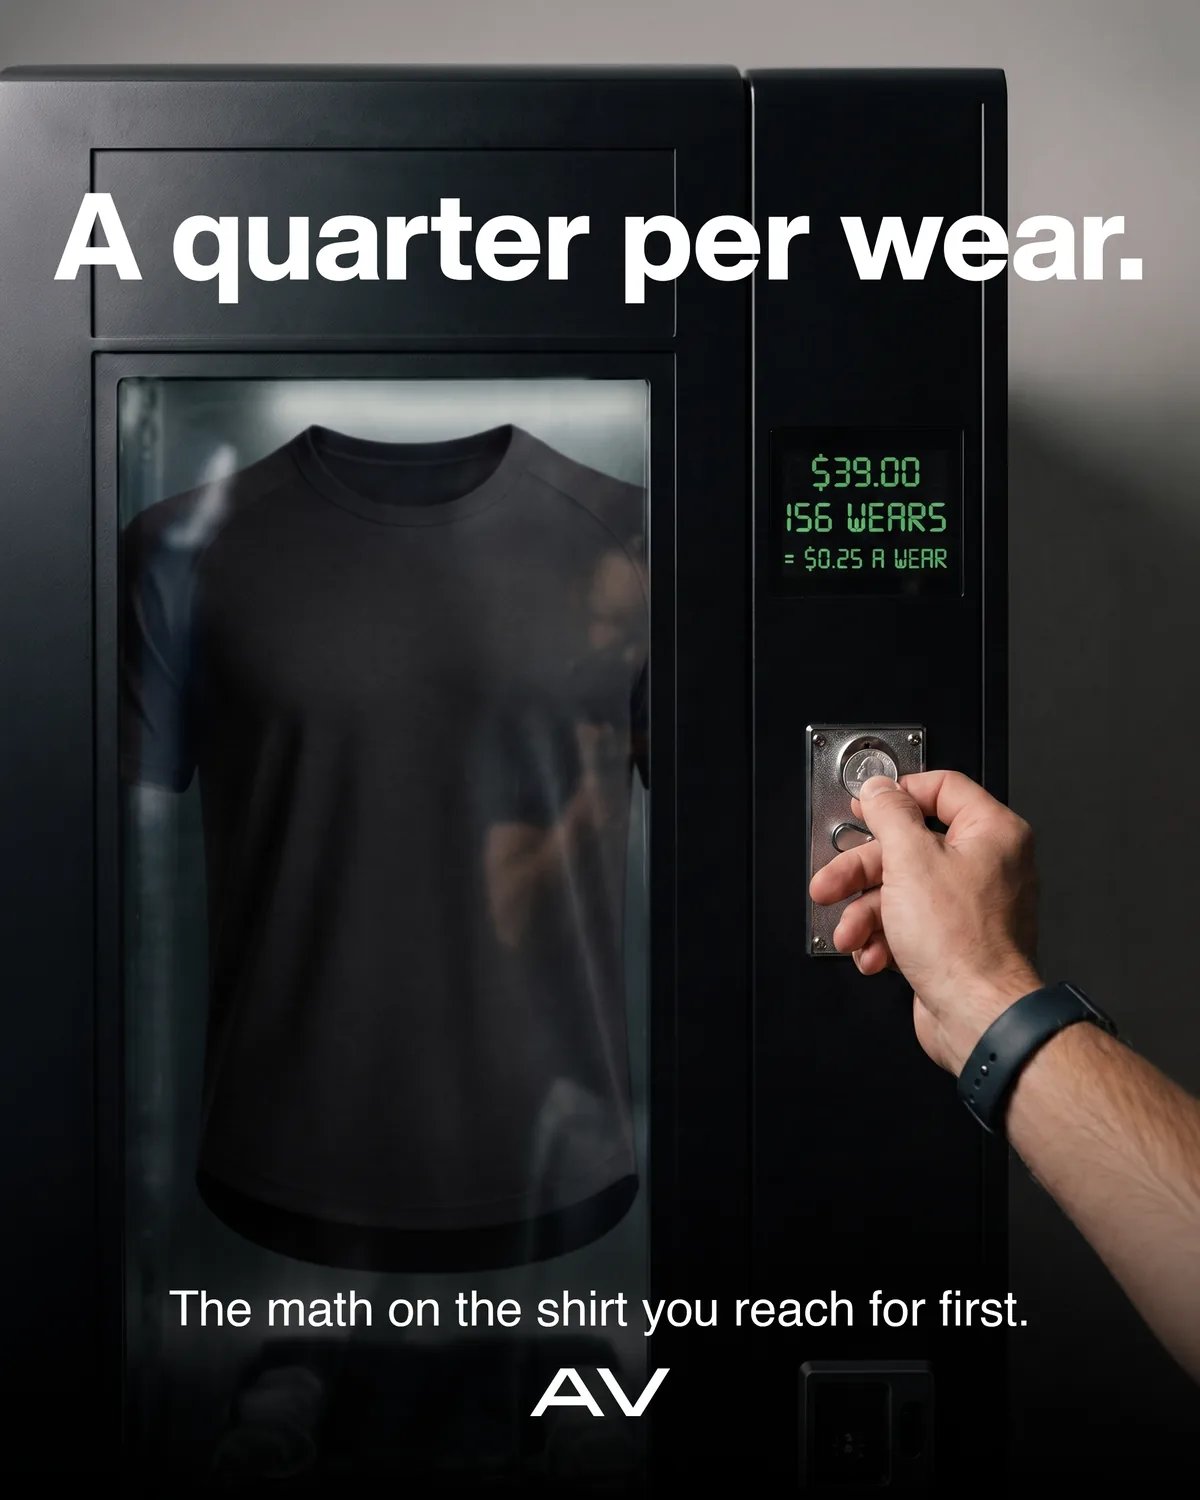 A quarter per wear.
$39.00
156 WEARS
= $0.25 A WEAR
The math on the shirt you reach for first.
AV